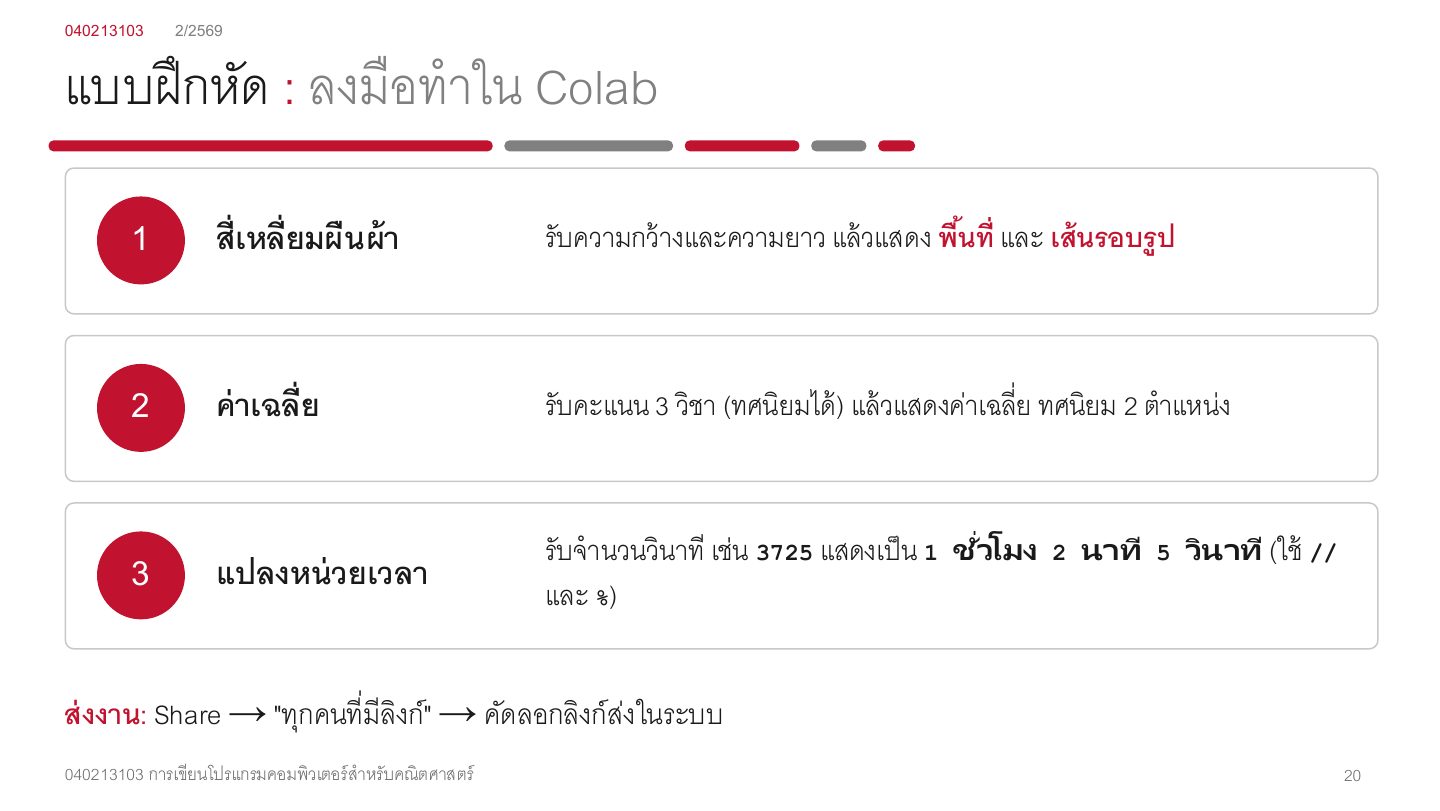 040213103 2/2569
แบบฝึกหัด : ลงมือทำใน Colab
1 สี่เหลี่ยมผืนผ้า รับความกว้างและความยาว แล้วแสดง พื้นที่ และ เส้นรอบรูป
2 ค่าเฉลี่ย รับคะแนน 3 วิชา (ทศนิยมได้) แล้วแสดงค่าเฉลี่ย ทศนิยม 2 ตำแหน่ง
3 แปลงหน่วยเวลา รับจำนวนวินาที เช่น 3725 แสดงเป็น 1 ชั่วโมง 2 นาที 5 วินาที (ใช้ //
และ %)
ส่งงาน: Share → "ทุกคนที่มีลิงก์" → คัดลอกลิงก์ส่งในระบบ
040213103 การเขียนโปรแกรมคอมพิวเตอร์สำหรับคณิตศาสตร์ 20